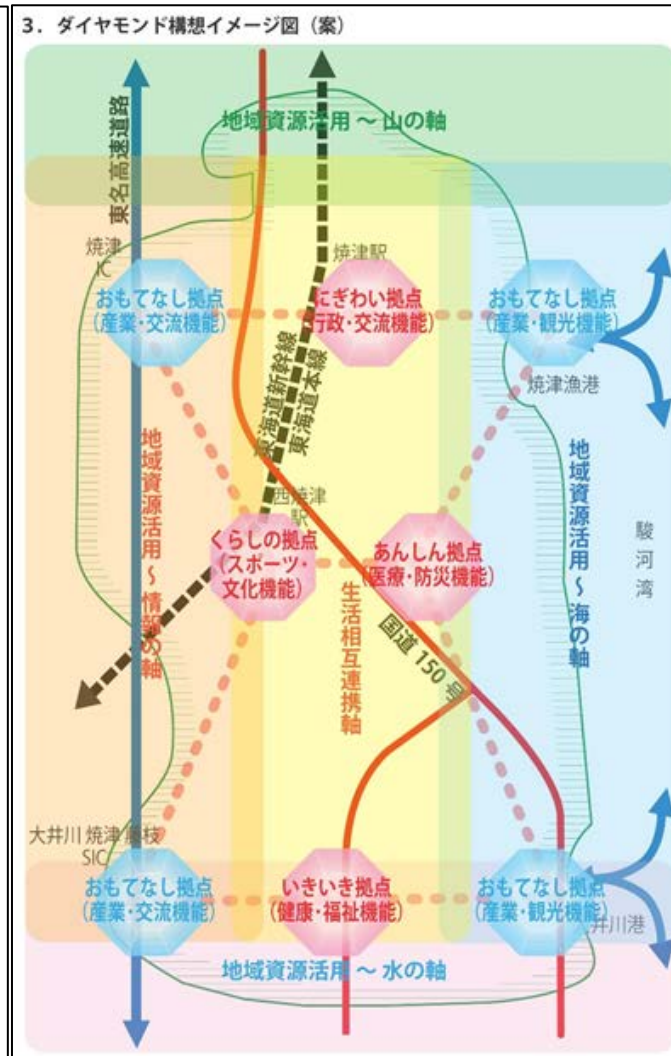 3．ダイヤモンド構想イメージ図（案）
地域資源活用 ～ 山の軸
東名高速道路
焼津
IC
焼津駅
おもてなし拠点
（産業・交流機能）
にぎわい拠点
行政・交流機能）
おもてなし拠点
（産業・観光機能）
東海道新幹線
東海道本線
焼津漁港
地域資源活用 ～ 情報の軸
西焼津
駅
くらしの拠点
（スポーツ・
文化機能）
あんしん拠点
（医療・防災機能）
地域資源活用 ～ 海の軸
駿河湾
生活相互連携軸
国道 150 号
大井川 焼津 藤枝
SIC
おもてなし拠点
（産業・交流機能）
いきいき拠点
（健康・福祉機能）
おもてなし拠点
（産業・観光機能）
井川港
地域資源活用 ～ 水の軸